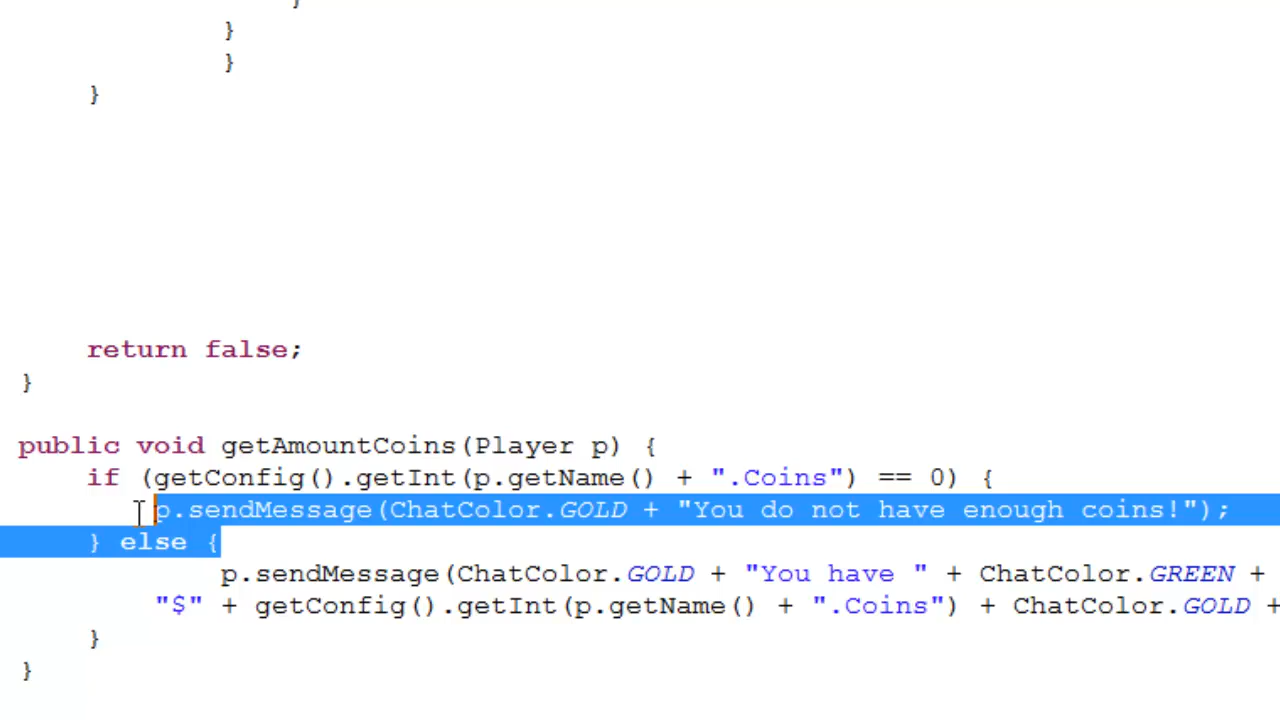 }
}
}
}
return false;
}
public void getAmountCoins(Player p) {
if (getConfig().getInt(p.getName() + ".Coins") == 0) {
p.sendMessage(ChatColor.GOLD + "You do not have enough coins!");
} else {
p.sendMessage(ChatColor.GOLD + "You have " + ChatColor.GREEN +
"$" + getConfig().getInt(p.getName() + ".Coins") + ChatColor.GOLD +
}
}